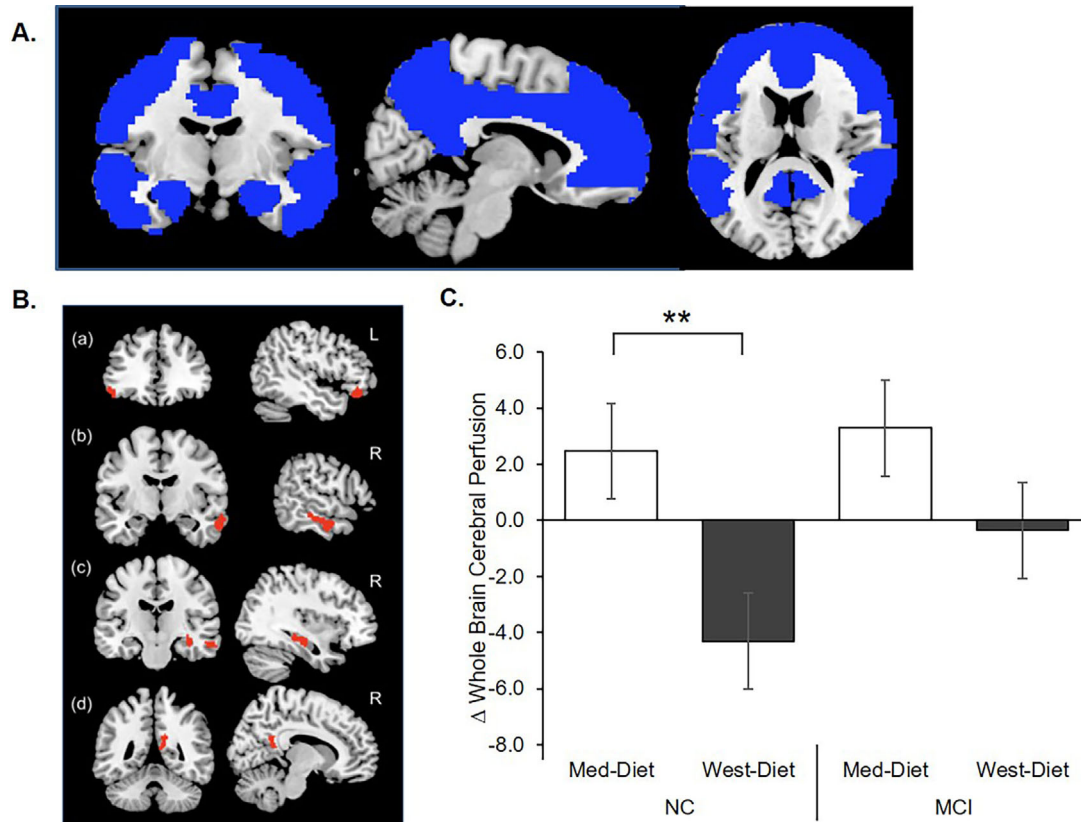 A.
B.
(a)
L
(b)
R
(c)
R
(d)
R
C.
**
Δ Whole Brain Cerebral Perfusion
6.0
4.0
2.0
0.0
-2.0
-4.0
-6.0
-8.0
Med-Diet West-Diet Med-Diet West-Diet
NC MCI